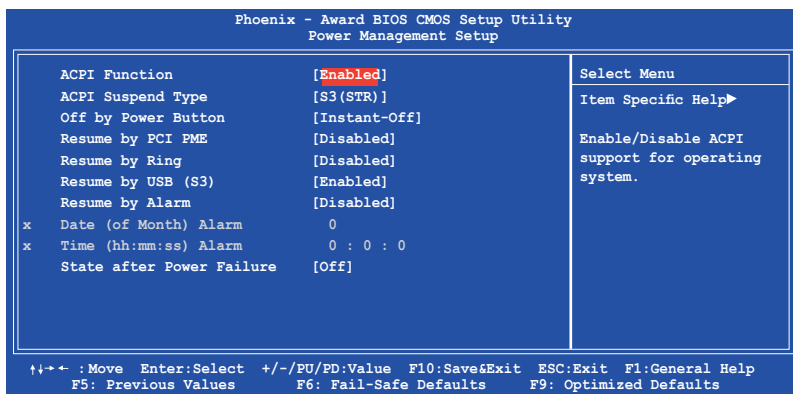 Phoenix - Award BIOS CMOS Setup Utility
Power Management Setup
ACPI Function [Enabled]
ACPI Suspend Type [S3(STR)]
Off by Power Button [Instant-Off]
Resume by PCI PME [Disabled]
Resume by Ring [Disabled]
Resume by USB (S3) [Enabled]
Resume by Alarm [Disabled]
x Date (of Month) Alarm 0
x Time (hh:mm:ss) Alarm 0 : 0 : 0
State after Power Failure [Off]
Select Menu
Item Specific Help▶
Enable/Disable ACPI
support for operating
system.
↑↓→← :Move Enter:Select +/-/PU/PD:Value F10:Save&Exit ESC:Exit F1:General Help
F5: Previous Values F6: Fail-Safe Defaults F9: Optimized Defaults